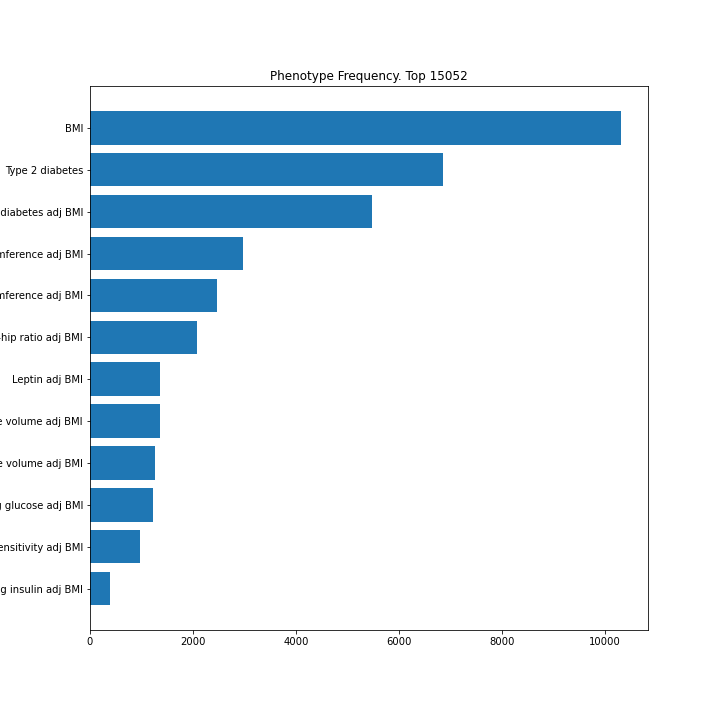 Phenotype Frequency. Top 15052
BMI
Type 2 diabetes
diabetes adj BMI
mference adj BMI
mference adj BMI
hip ratio adj BMI
Leptin adj BMI
e volume adj BMI
e volume adj BMI
g glucose adj BMI
ensitivity adj BMI
g insulin adj BMI
0 2000 4000 6000 8000 10000